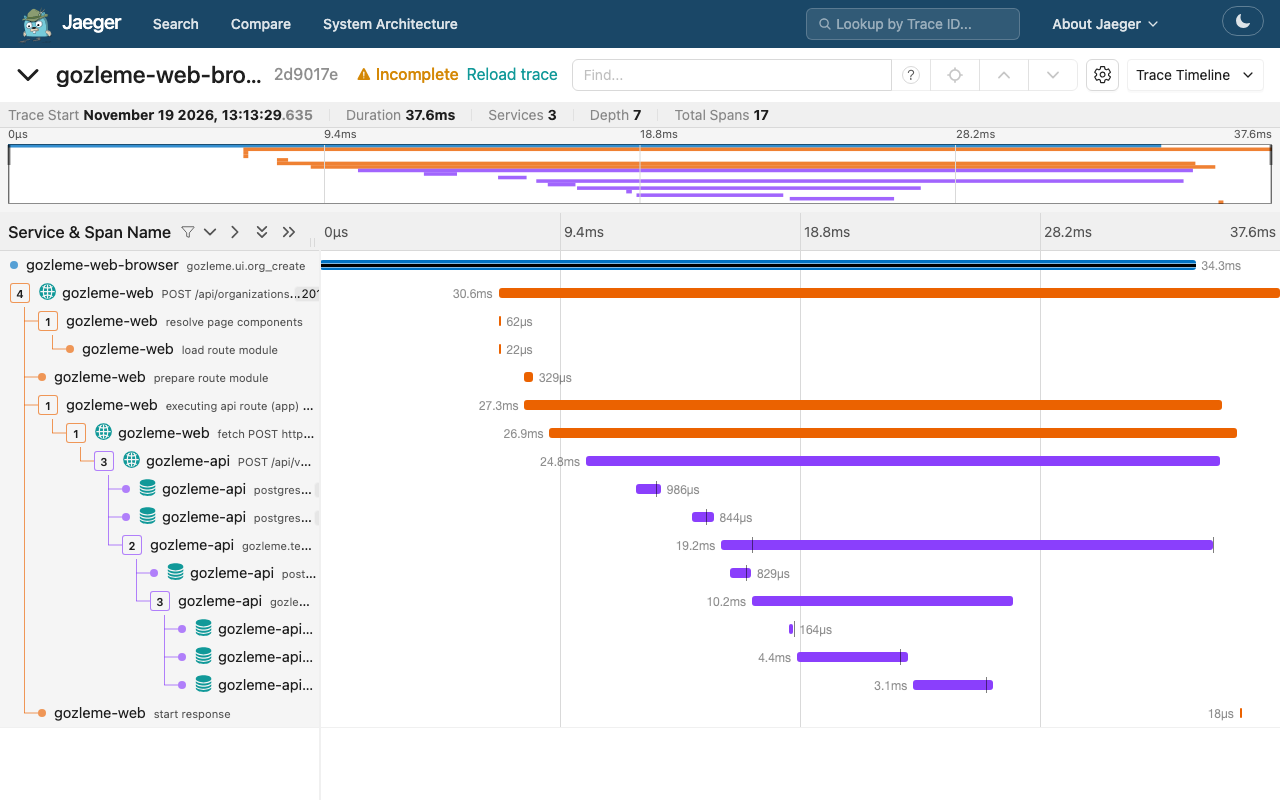 Jaeger Search Compare System Architecture Lookup by Trace ID... About Jaeger
gozleme-web-bro... 2d9017e Incomplete Reload trace Find... ? Trace Timeline
Trace Start November 19 2026, 13:13:29.635 Duration 37.6ms Services 3 Depth 7 Total Spans 17
0μs 9.4ms 18.8ms 28.2ms 37.6ms
Service & Span Name 0μs 9.4ms 18.8ms 28.2ms 37.6ms
gozleme-web-browser gozleme.ui.org_create 34.3ms
4 gozleme-web POST /api/organizations... 201 30.6ms
1 gozleme-web resolve page components 62μs
gozleme-web load route module 22μs
gozleme-web prepare route module 329μs
1 gozleme-web executing api route (app) ... 27.3ms
1 gozleme-web fetch POST http... 26.9ms
3 gozleme-api POST /api/v... 24.8ms
gozleme-api postgres... 986μs
gozleme-api postgres... 844μs
2 gozleme-api gozleme.te... 19.2ms
gozleme-api post... 829μs
3 gozleme-api gozle... 10.2ms
gozleme-api... 164μs
gozleme-api... 4.4ms
gozleme-api... 3.1ms
gozleme-web start response 18μs